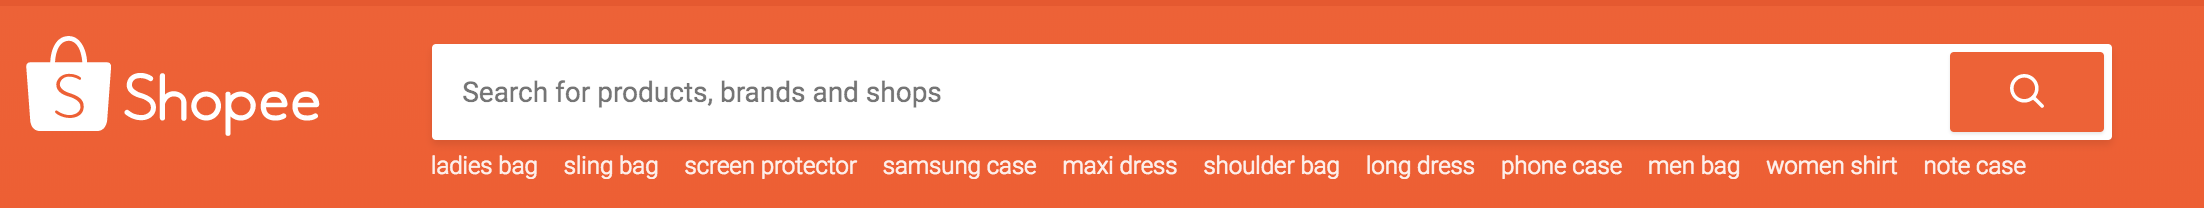 S Shopee
Search for products, brands and shops
ladies bag sling bag screen protector samsung case maxi dress shoulder bag long dress phone case men bag women shirt note case